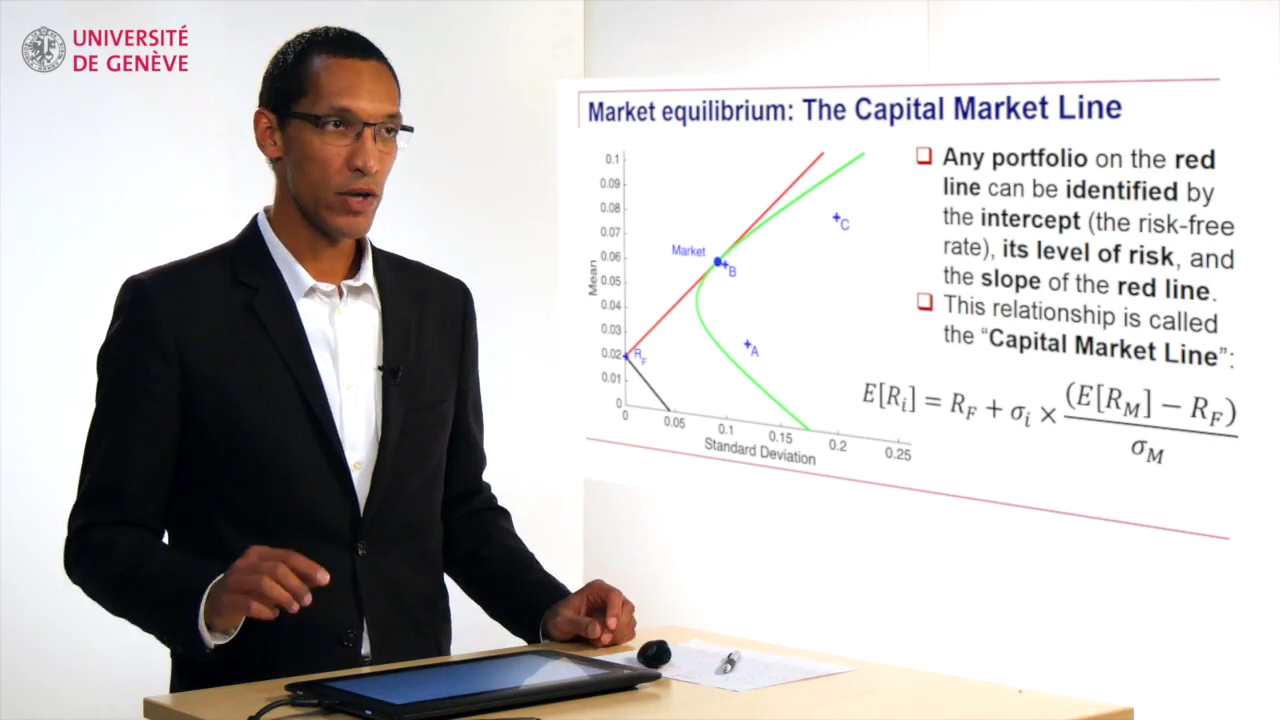 UNIVERSITÉ
DE GENÈVE
Market equilibrium: The Capital Market Line
0.1
0.09
0.08
0.07
0.06
0.05
0.04
0.03
0.02
0.01
0
Mean
Market
B
C
A
R_F
0
0.05
0.1
0.15
0.2
0.25
Standard Deviation
❑ Any portfolio on the red
line can be identified by
the intercept (the risk-free
rate), its level of risk, and
the slope of the red line.
❑ This relationship is called
the “Capital Market Line”:
E[R_i] = R_F + σ_i × (E[R_M] − R_F) / σ_M